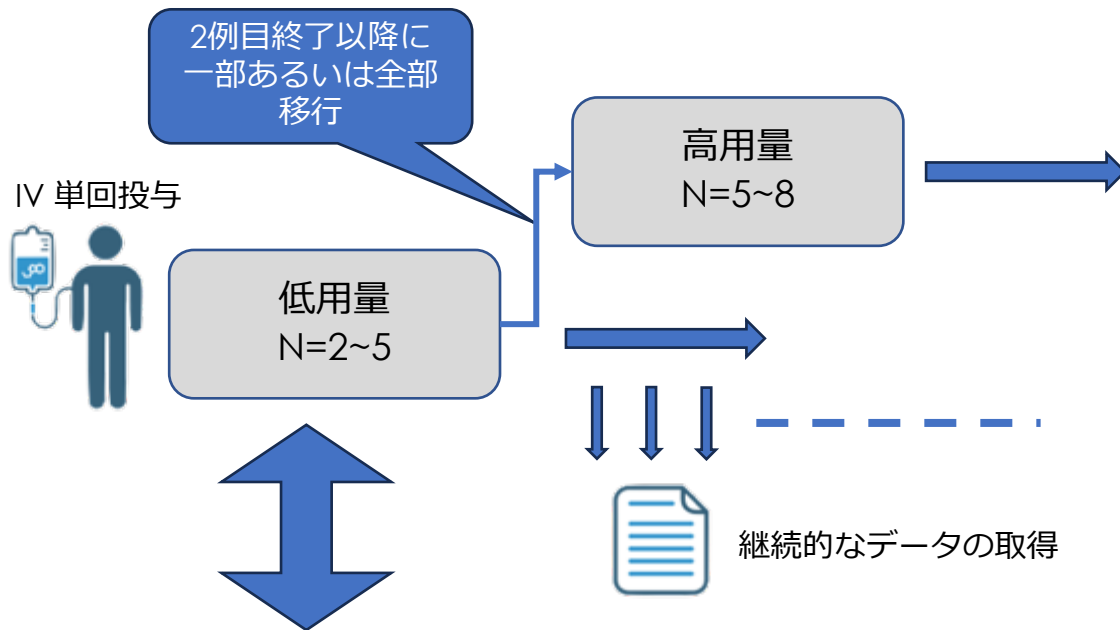 2例目終了以降に
一部あるいは全部
移行
高用量
N=5~8
IV 単回投与
低用量
N=2~5
継続的なデータの取得